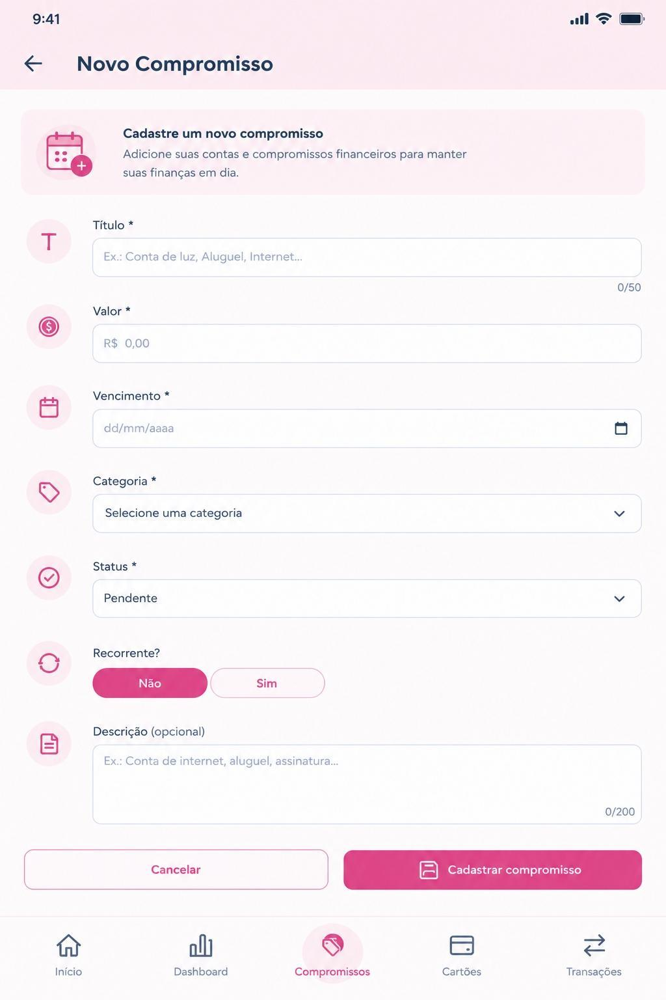 9:41
Novo Compromisso
Cadastre um novo compromisso
Adicione suas contas e compromissos financeiros para manter
suas finanças em dia.
Título *
T
Ex.: Conta de luz, Aluguel, Internet...
0/50
Valor *
$
R$ 0,00
Vencimento *
dd/mm/aaaa
Categoria *
Selecione uma categoria
Status *
Pendente
Recorrente?
Não Sim
Descrição (opcional)
Ex.: Conta de internet, aluguel, assinatura...
0/200
Cancelar Cadastrar compromisso
Início Dashboard Compromissos Cartões Transações